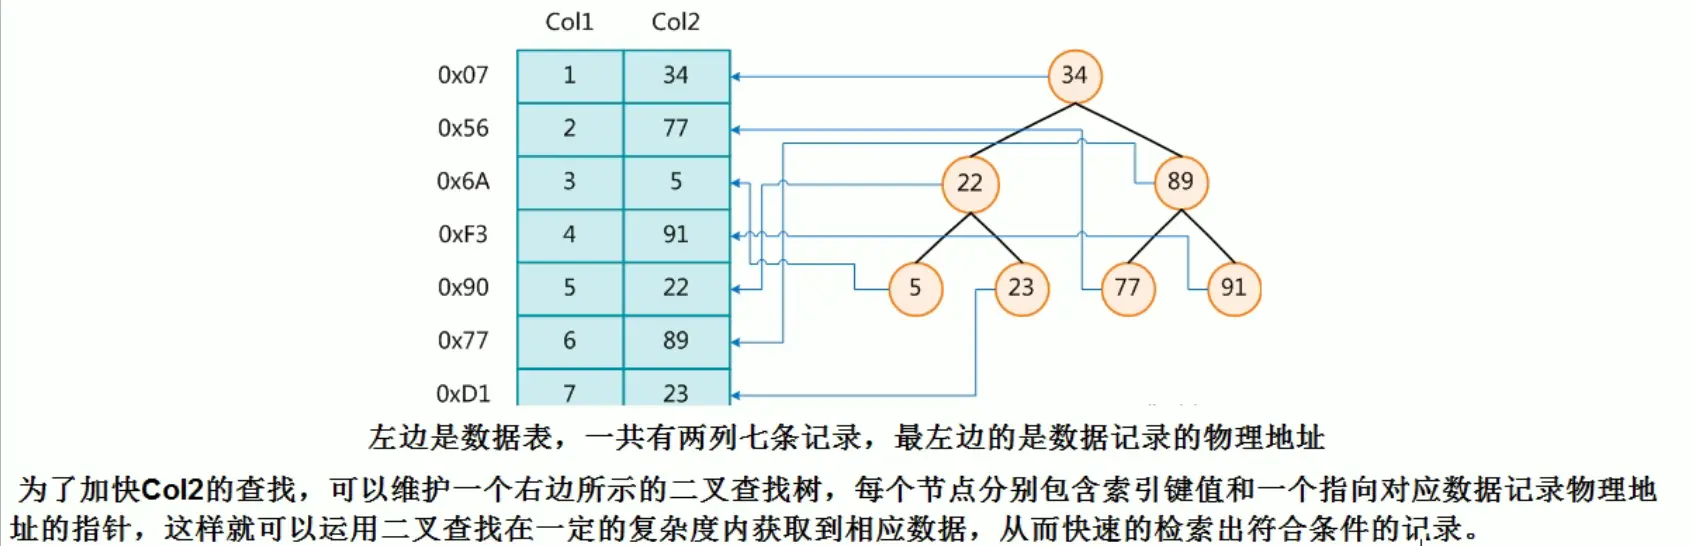 Col1 Col2
0x07 1 34 34
0x56 2 77
0x6A 3 5 22 89
0xF3 4 91
0x90 5 22 5 23 77 91
0x77 6 89
0xD1 7 23
左边是数据表，一共有两列七条记录，最左边的是数据记录的物理地址
为了加快Col2的查找，可以维护一个右边所示的二叉查找树，每个节点分别包含索引键值和一个指向对应数据记录物理地
址的指针，这样就可以运用二叉查找在一定的复杂度内获取到相应数据，从而快速的检索出符合条件的记录。